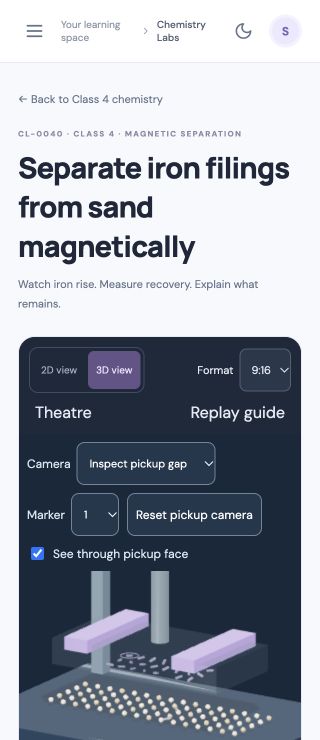 Your learning space
Chemistry Labs
S
← Back to Class 4 chemistry
CL-0040 · CLASS 4 · MAGNETIC SEPARATION
Separate iron filings
from sand
magnetically
Watch iron rise. Measure recovery. Explain what
remains.
2D view
3D view
Format
9:16
Theatre
Replay guide
Camera
Inspect pickup gap
Marker
1
Reset pickup camera
See through pickup face